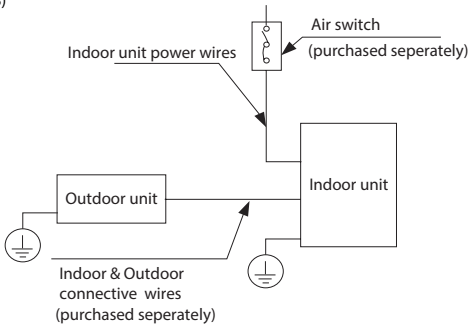 Air switch
(purchased seperately)
Indoor unit power wires
Indoor unit
Outdoor unit
Indoor & Outdoor
connective wires
(purchased seperately)